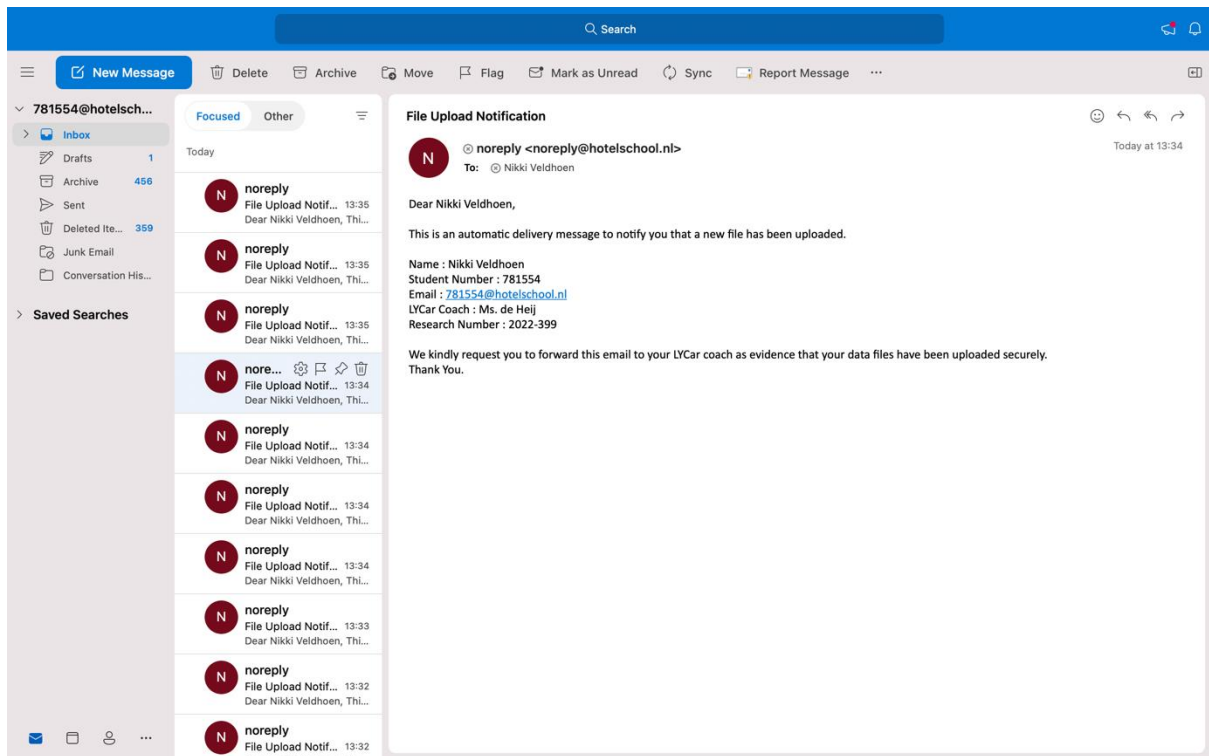 Search
New Message
Delete
Archive
Move
Flag
Mark as Unread
Sync
Report Message
···
781554@hotelsch...
Inbox
Drafts 1
Archive 456
Sent
Deleted Ite... 359
Junk Email
Conversation His...
Saved Searches
Focused Other
Today
N
noreply
File Upload Notif... 13:35
Dear Nikki Veldhoen, Thi...
N
noreply
File Upload Notif... 13:35
Dear Nikki Veldhoen, Thi...
N
noreply
File Upload Notif... 13:35
Dear Nikki Veldhoen, Thi...
N
nore...
File Upload Notif... 13:34
Dear Nikki Veldhoen, Thi...
N
noreply
File Upload Notif... 13:34
Dear Nikki Veldhoen, Thi...
N
noreply
File Upload Notif... 13:34
Dear Nikki Veldhoen, Thi...
N
noreply
File Upload Notif... 13:34
Dear Nikki Veldhoen, Thi...
N
noreply
File Upload Notif... 13:33
Dear Nikki Veldhoen, Thi...
N
noreply
File Upload Notif... 13:32
Dear Nikki Veldhoen, Thi...
N
noreply
File Upload Notif... 13:32
File Upload Notification
N
noreply <noreply@hotelschool.nl>
To: Nikki Veldhoen
Today at 13:34
Dear Nikki Veldhoen,
This is an automatic delivery message to notify you that a new file has been uploaded.
Name : Nikki Veldhoen
Student Number : 781554
Email : 781554@hotelschool.nl
LYCar Coach : Ms. de Heij
Research Number : 2022-399
We kindly request you to forward this email to your LYCar coach as evidence that your data files have been uploaded securely.
Thank You.